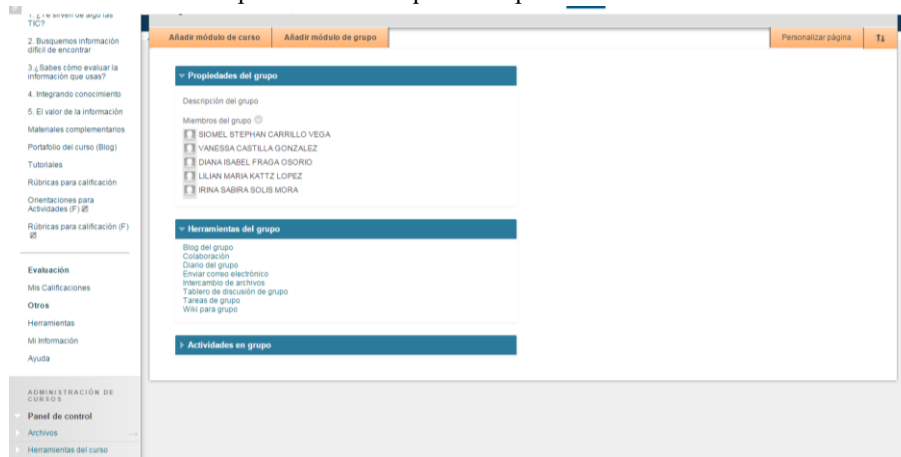 1. ¿Te sirven de algo las
TIC?
2. Busquemos información
difícil de encontrar
3.¿Sabes cómo evaluar la
información que usas?
4. Integrando conocimiento
5. El valor de la información
Materiales complementarios
Portafolio del curso (Blog)
Tutoriales
Rúbricas para calificación
Orientaciones para
Actividades (F)
Rúbricas para calificación (F)
Evaluación
Mis Calificaciones
Otros
Herramientas
Mi Información
Ayuda
ADMINISTRACIÓN DE
CURSOS
Panel de control
Archivos
Herramientas del curso
Añadir módulo de curso
Añadir módulo de grupo
Personalizar página
Propiedades del grupo
Descripción del grupo
Miembros del grupo
SIOMEL STEPHAN CARRILLO VEGA
VANESSA CASTILLA GONZALEZ
DIANA ISABEL FRAGA OSORIO
LILIAN MARIA KATTZ LOPEZ
IRINA SABIRA SOLIS MORA
Herramientas del grupo
Blog del grupo
Colaboración
Diario del grupo
Enviar correo electrónico
Intercambio de archivos
Tablero de discusión de grupo
Tareas de grupo
Wiki para grupo
Actividades en grupo